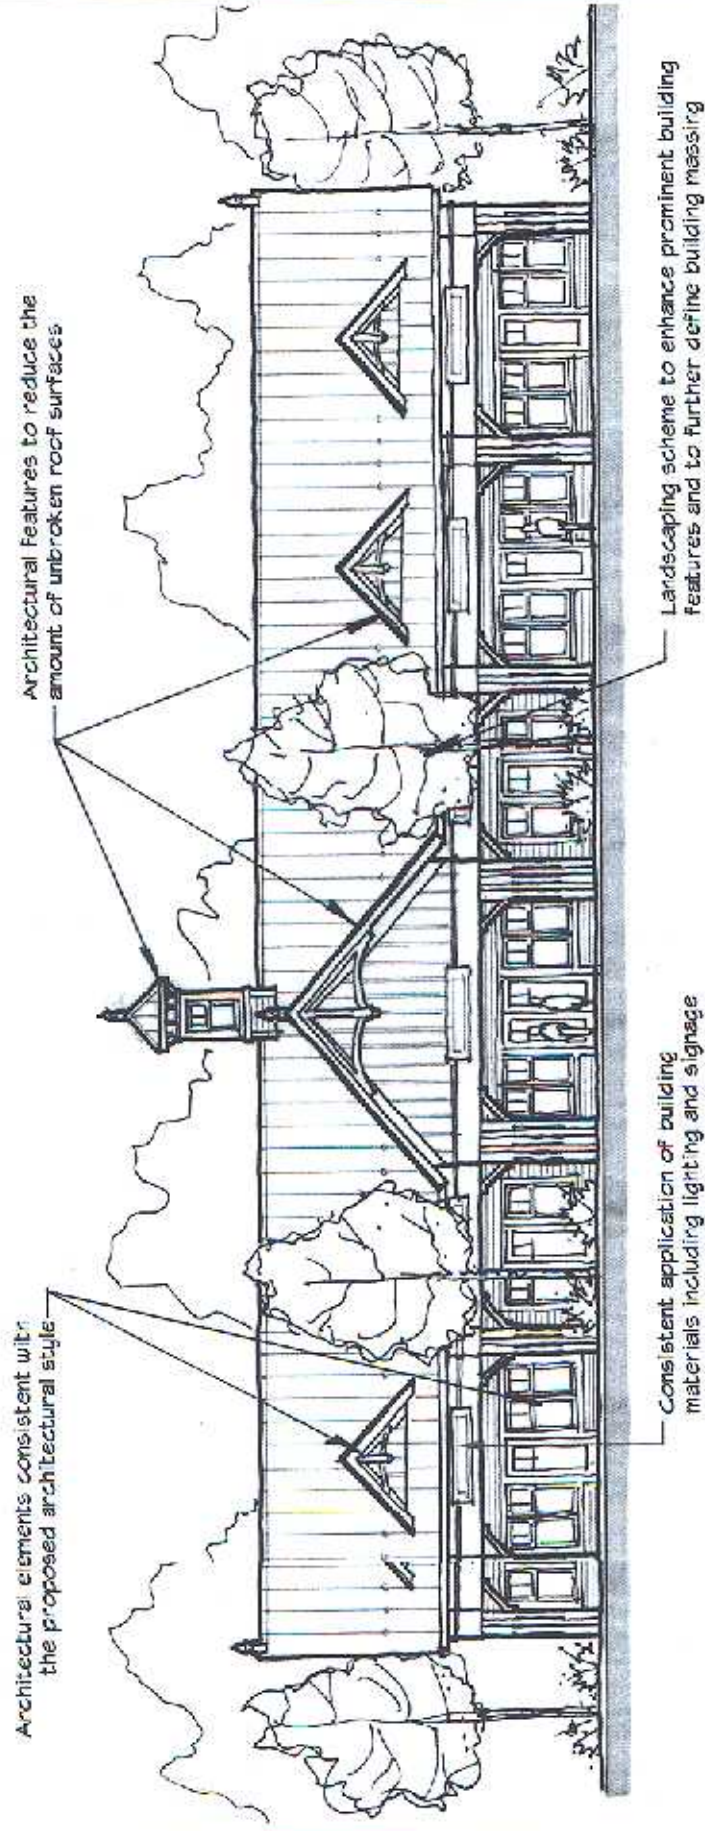 Architectural elements consistent with
the proposed architectural style
Architectural Features to reduce the
amount of unbroken roof surfaces
Consistent application of building
materials including lighting and signage
Landscaping scheme to enhance prominent building
features and to further define building massing